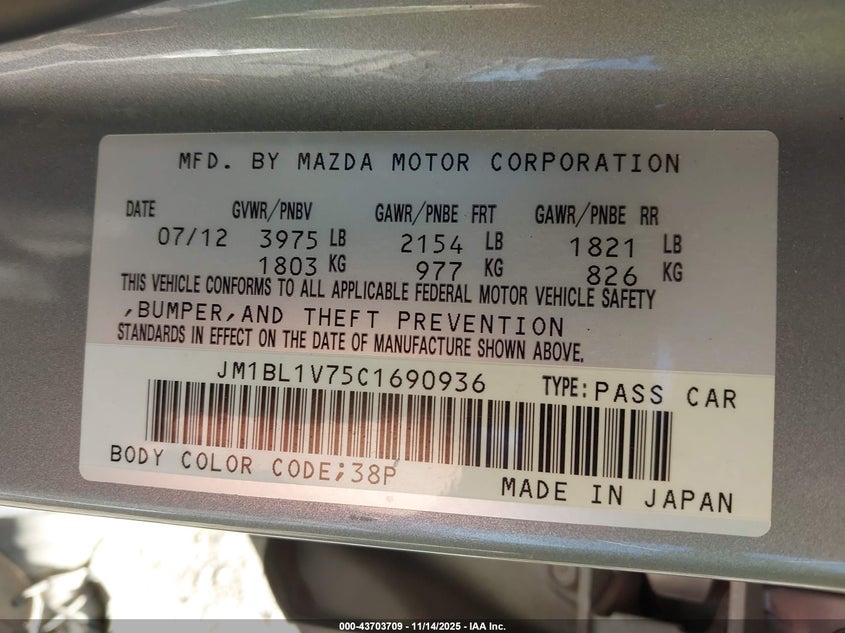 MFD. BY MAZDA MOTOR CORPORATION
DATE GVWR/PNBV GAWR/PNBE FRT GAWR/PNBE RR
07/12 3975 LB 2154 LB 1821 LB
1803 KG 977 KG 826 KG
THIS VEHICLE CONFORMS TO ALL APPLICABLE FEDERAL MOTOR VEHICLE SAFETY
,BUMPER,AND THEFT PREVENTION
STANDARDS IN EFFECT ON THE DATE OF MANUFACTURE SHOWN ABOVE.
JM1BL1V75C1690936 TYPE:PASS CAR
BODY COLOR CODE;38P
MADE IN JAPAN
000-43703709 - 11/14/2025 - IAA Inc.